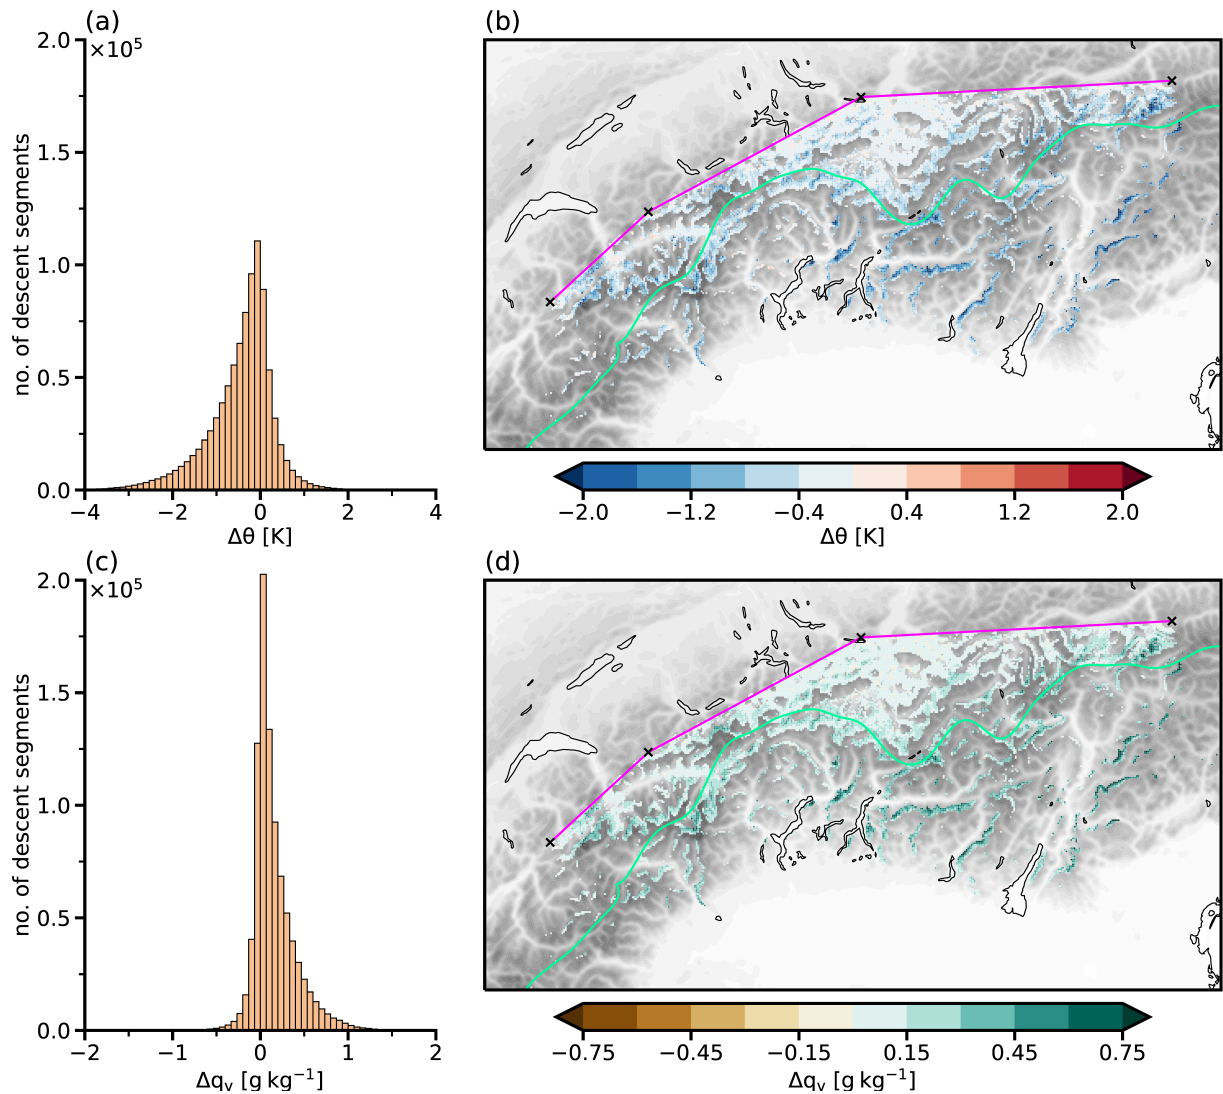 (a)
×10⁵
2.0
1.5
1.0
0.5
0.0
no. of descent segments
−4 −2 0 2 4
Δθ [K]
(b)
−2.0 −1.2 −0.4 0.4 1.2 2.0
Δθ [K]
(c)
×10⁵
2.0
1.5
1.0
0.5
0.0
no. of descent segments
−2 −1 0 1 2
Δqᵥ [g kg⁻¹]
(d)
−0.75 −0.45 −0.15 0.15 0.45 0.75
Δqᵥ [g kg⁻¹]